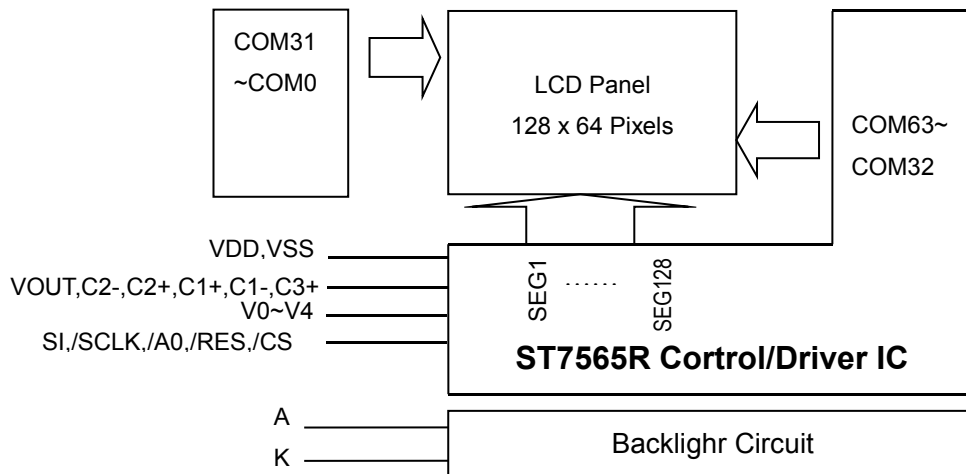 COM31
~COM0
LCD Panel
128 x 64 Pixels
COM63~
COM32
VDD,VSS
VOUT,C2-,C2+,C1+,C1-,C3+
V0~V4
SI,/SCLK,/A0,/RES,/CS
SEG1
......
SEG128
ST7565R Cortrol/Driver IC
A
K
Backlighr Circuit